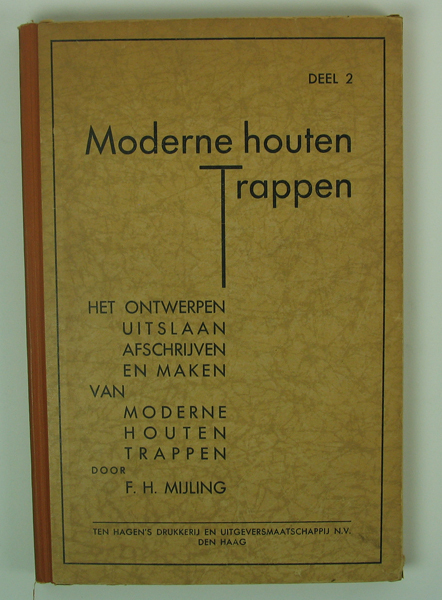 DEEL 2
Moderne houten
Trappen
HET ONTWERPEN
UITSLAAN
AFSCHRIJVEN
EN MAKEN
VAN
MODERNE
HOUTEN
TRAPPEN
DOOR
F. H. MIJLING
TEN HAGEN'S DRUKKERIJ EN UITGEVERSMAATSCHAPPIJ N.V.
DEN HAAG